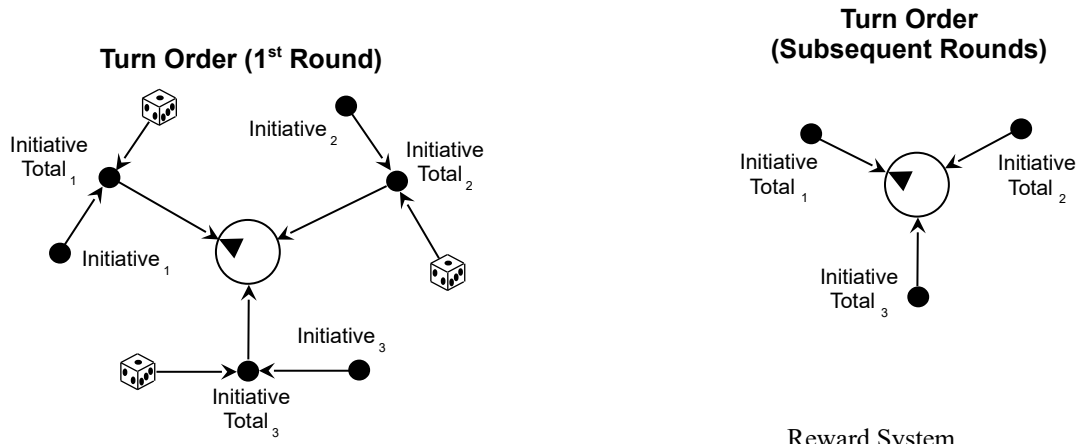 Turn Order (1st Round)
Initiative
Total 1
Initiative 1
Initiative 2
Initiative
Total 2
Initiative 3
Initiative
Total 3
Turn Order
(Subsequent Rounds)
Initiative
Total 1
Initiative
Total 2
Initiative
Total 3
Reward System